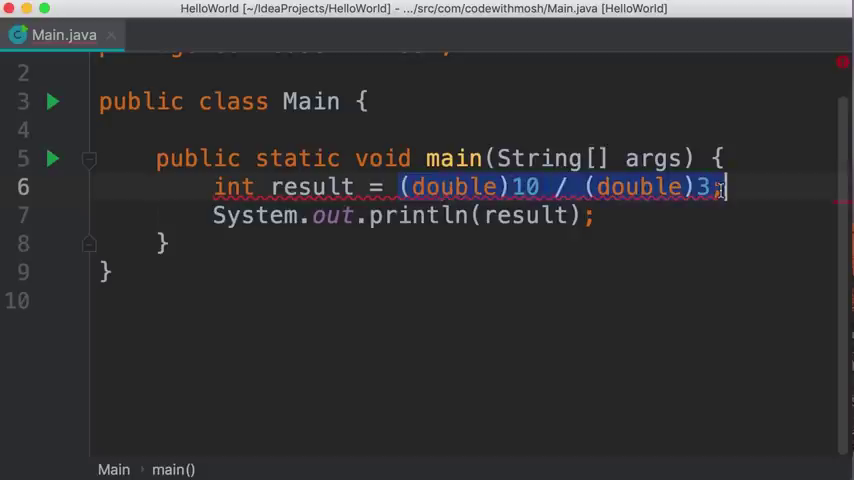 HelloWorld [~/IdeaProjects/HelloWorld] - .../src/com/codewithmosh/Main.java [HelloWorld]
Main.java
2
3 public class Main {
4
5 public static void main(String[] args) {
6 int result = (double)10 / (double)3;
7 System.out.println(result);
8 }
9 }
10
Main › main()